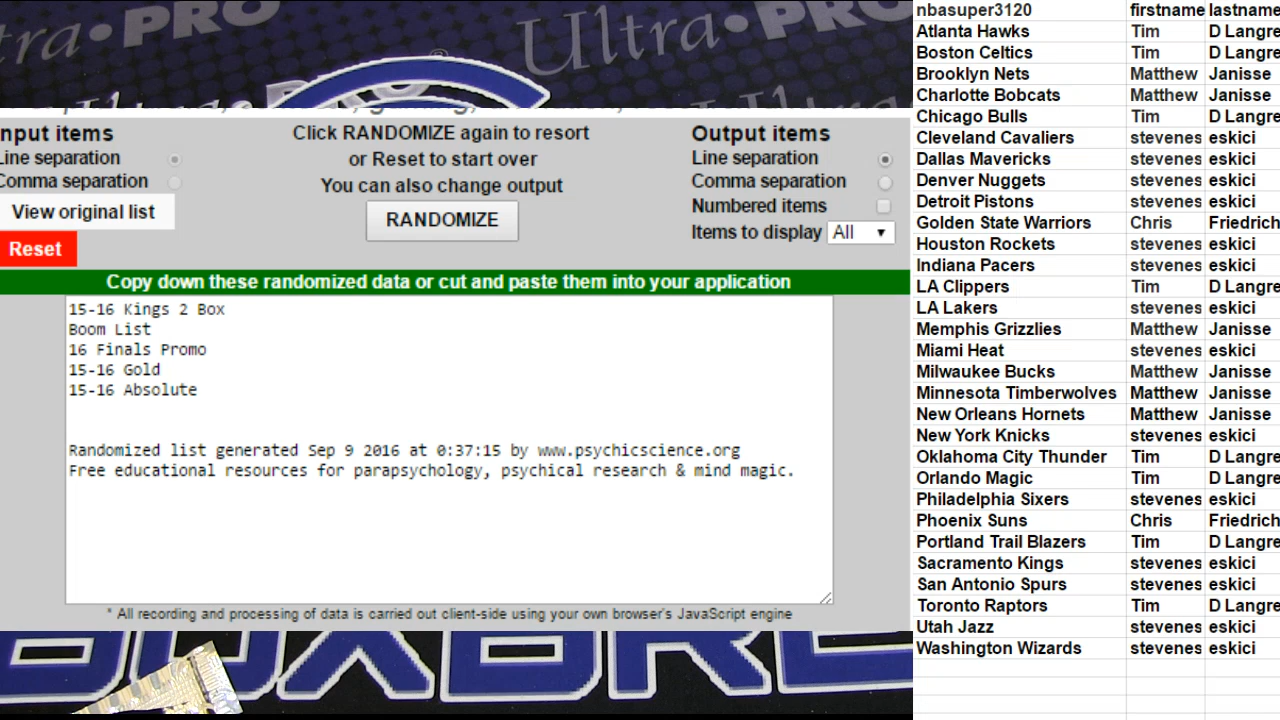 tra•PRO
Ultra•PRO
nput items
Line separation
Comma separation
View original list
Reset
Click RANDOMIZE again to resort
or Reset to start over
You can also change output
RANDOMIZE
Output items
Line separation
Comma separation
Numbered items
Items to display All
Copy down these randomized data or cut and paste them into your application
15-16 Kings 2 Box
Boom List
16 Finals Promo
15-16 Gold
15-16 Absolute
Randomized list generated Sep 9 2016 at 0:37:15 by www.psychicscience.org
Free educational resources for parapsychology, psychical research & mind magic.
* All recording and processing of data is carried out client-side using your own browser's JavaScript engine
BOXBRE
nbasuper3120 firstname lastname
Atlanta Hawks Tim D Langre
Boston Celtics Tim D Langre
Brooklyn Nets Matthew Janisse
Charlotte Bobcats Matthew Janisse
Chicago Bulls Tim D Langre
Cleveland Cavaliers stevenes eskici
Dallas Mavericks stevenes eskici
Denver Nuggets stevenes eskici
Detroit Pistons stevenes eskici
Golden State Warriors Chris Friedrich
Houston Rockets stevenes eskici
Indiana Pacers stevenes eskici
LA Clippers Tim D Langre
LA Lakers stevenes eskici
Memphis Grizzlies Matthew Janisse
Miami Heat stevenes eskici
Milwaukee Bucks Matthew Janisse
Minnesota Timberwolves Matthew Janisse
New Orleans Hornets Matthew Janisse
New York Knicks stevenes eskici
Oklahoma City Thunder Tim D Langre
Orlando Magic Tim D Langre
Philadelphia Sixers stevenes eskici
Phoenix Suns Chris Friedrich
Portland Trail Blazers Tim D Langre
Sacramento Kings stevenes eskici
San Antonio Spurs stevenes eskici
Toronto Raptors Tim D Langre
Utah Jazz stevenes eskici
Washington Wizards stevenes eskici